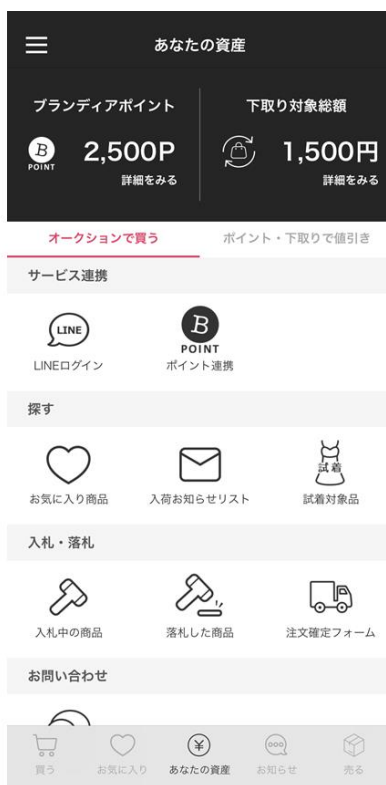 あなたの資産
ブランディアポイント
下取り対象総額
B
POINT
2,500P
1,500円
詳細をみる
詳細をみる
オークションで買う
ポイント・下取りで値引き
サービス連携
LINE
B
POINT
LINEログイン
ポイント連携
探す
試着
お気に入り商品
入荷お知らせリスト
試着対象品
入札・落札
入札中の商品
落札した商品
注文確定フォーム
お問い合わせ
¥
買う
お気に入り
あなたの資産
お知らせ
売る